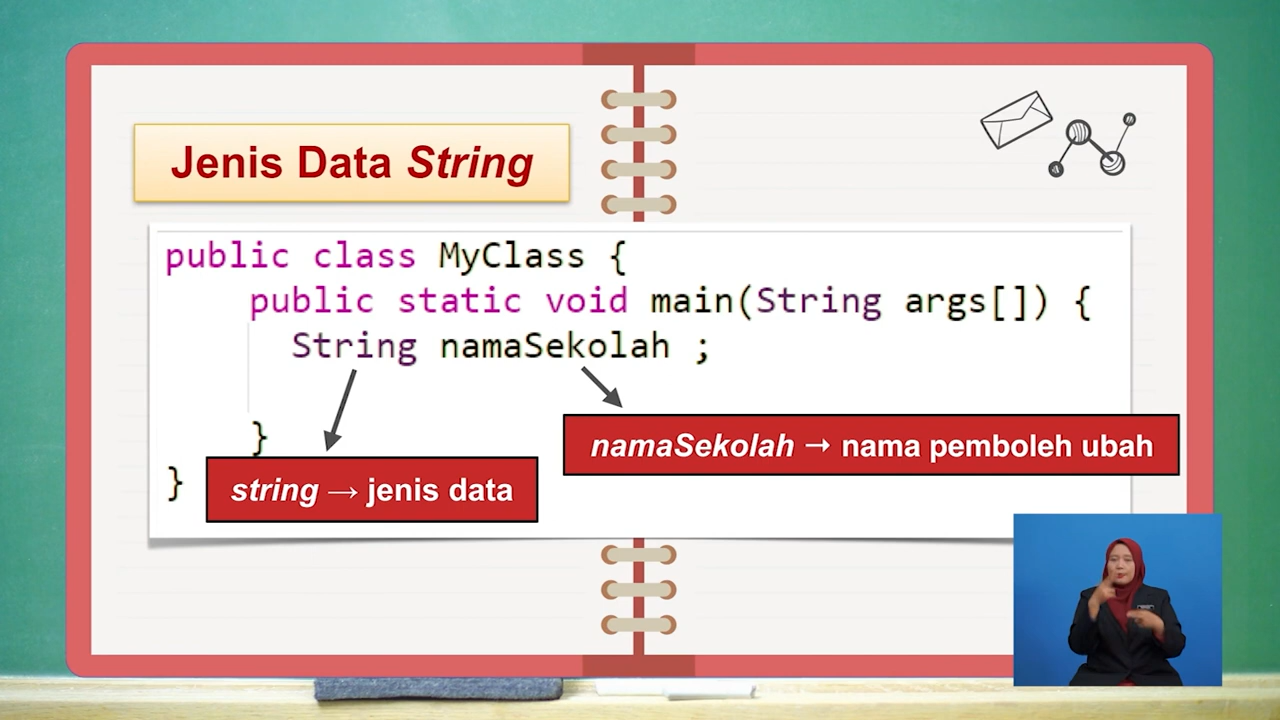 Jenis Data String
public class MyClass {
public static void main(String args[]) {
String namaSekolah ;
}
}
namaSekolah → nama pemboleh ubah
string → jenis data